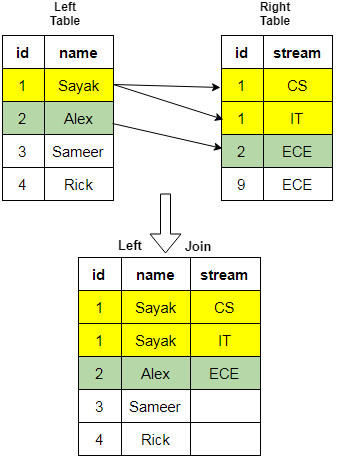 Left Table
Right Table
id name
1 Sayak
2 Alex
3 Sameer
4 Rick
id stream
1 CS
1 IT
2 ECE
9 ECE
Left Join
id name stream
1 Sayak CS
1 Sayak IT
2 Alex ECE
3 Sameer
4 Rick